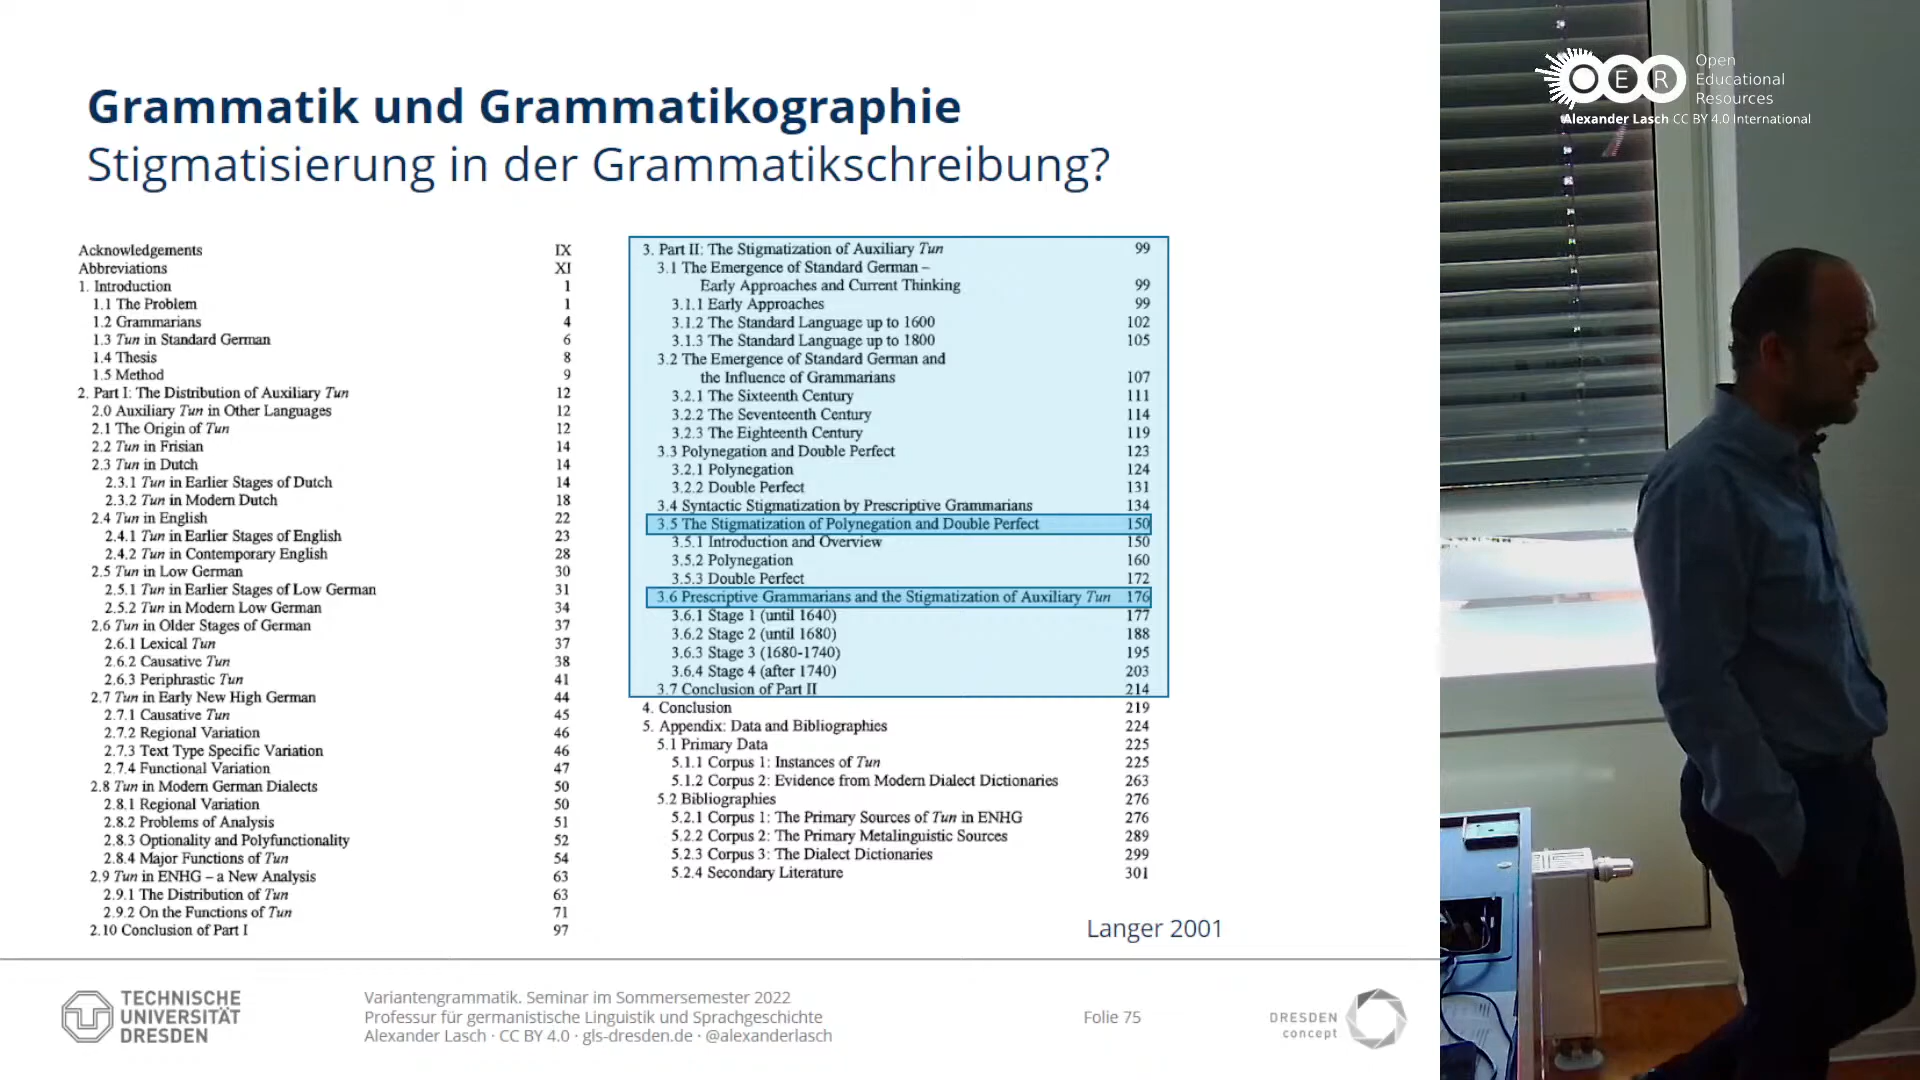 Grammatik und Grammatikographie
Stigmatisierung in der Grammatikschreibung?
Acknowledgements IX
Abbreviations XI
1. Introduction 1
1.1 The Problem 1
1.2 Grammarians 4
1.3 Tun in Standard German 6
1.4 Thesis 8
1.5 Method 9
2. Part I: The Distribution of Auxiliary Tun 12
2.0 Auxiliary Tun in Other Languages 12
2.1 The Origin of Tun 12
2.2 Tun in Frisian 14
2.3 Tun in Dutch 14
2.3.1 Tun in Earlier Stages of Dutch 14
2.3.2 Tun in Modern Dutch 18
2.4 Tun in English 22
2.4.1 Tun in Earlier Stages of English 23
2.4.2 Tun in Contemporary English 28
2.5 Tun in Low German 30
2.5.1 Tun in Earlier Stages of Low German 31
2.5.2 Tun in Modern Low German 34
2.6 Tun in Older Stages of German 37
2.6.1 Lexical Tun 37
2.6.2 Causative Tun 38
2.6.3 Periphrastic Tun 41
2.7 Tun in Early New High German 44
2.7.1 Causative Tun 45
2.7.2 Regional Variation 46
2.7.3 Text Type Specific Variation 46
2.7.4 Functional Variation 47
2.8 Tun in Modern German Dialects 50
2.8.1 Regional Variation 50
2.8.2 Problems of Analysis 51
2.8.3 Optionality and Polyfunctionality 52
2.8.4 Major Functions of Tun 54
2.9 Tun in ENHG – a New Analysis 63
2.9.1 The Distribution of Tun 63
2.9.2 On the Functions of Tun 71
2.10 Conclusion of Part I 97
3. Part II: The Stigmatization of Auxiliary Tun 99
3.1 The Emergence of Standard German –
Early Approaches and Current Thinking 99
3.1.1 Early Approaches 99
3.1.2 The Standard Language up to 1600 102
3.1.3 The Standard Language up to 1800 105
3.2 The Emergence of Standard German and
the Influence of Grammarians 107
3.2.1 The Sixteenth Century 111
3.2.2 The Seventeenth Century 114
3.2.3 The Eighteenth Century 119
3.3 Polynegation and Double Perfect 123
3.2.1 Polynegation 124
3.2.2 Double Perfect 131
3.4 Syntactic Stigmatization by Prescriptive Grammarians 134
3.5 The Stigmatization of Polynegation and Double Perfect 150
3.5.1 Introduction and Overview 150
3.5.2 Polynegation 160
3.5.3 Double Perfect 172
3.6 Prescriptive Grammarians and the Stigmatization of Auxiliary Tun 176
3.6.1 Stage 1 (until 1640) 177
3.6.2 Stage 2 (until 1680) 188
3.6.3 Stage 3 (1680-1740) 195
3.6.4 Stage 4 (after 1740) 203
3.7 Conclusion of Part II 214
4. Conclusion 219
5. Appendix: Data and Bibliographies 224
5.1 Primary Data 225
5.1.1 Corpus 1: Instances of Tun 225
5.1.2 Corpus 2: Evidence from Modern Dialect Dictionaries 263
5.2 Bibliographies 276
5.2.1 Corpus 1: The Primary Sources of Tun in ENHG 276
5.2.2 Corpus 2: The Primary Metalinguistic Sources 289
5.2.3 Corpus 3: The Dialect Dictionaries 299
5.2.4 Secondary Literature 301
Langer 2001
TECHNISCHE
UNIVERSITÄT
DRESDEN
Variantengrammatik. Seminar im Sommersemester 2022
Professur für germanistische Linguistik und Sprachgeschichte
Alexander Lasch · CC BY 4.0 · gls-dresden.de · @alexanderlasch
Folie 75
DRESDEN
concept
OER
Open
Educational
Resources
Alexander Lasch CC BY 4.0 International